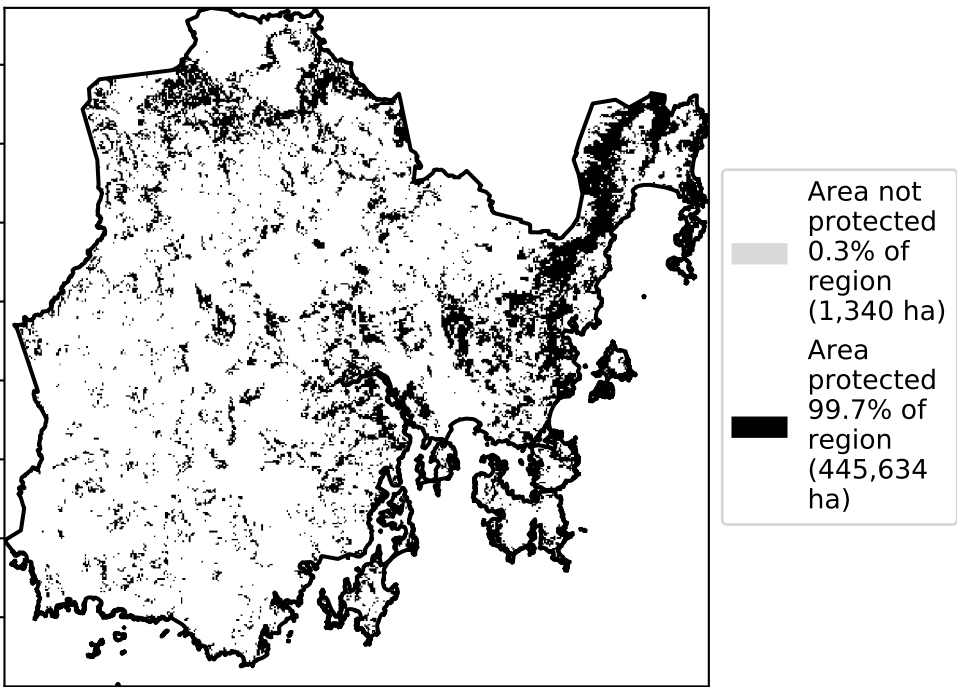 Area not
protected
0.3% of
region
(1,340 ha)
Area
protected
99.7% of
region
(445,634
ha)